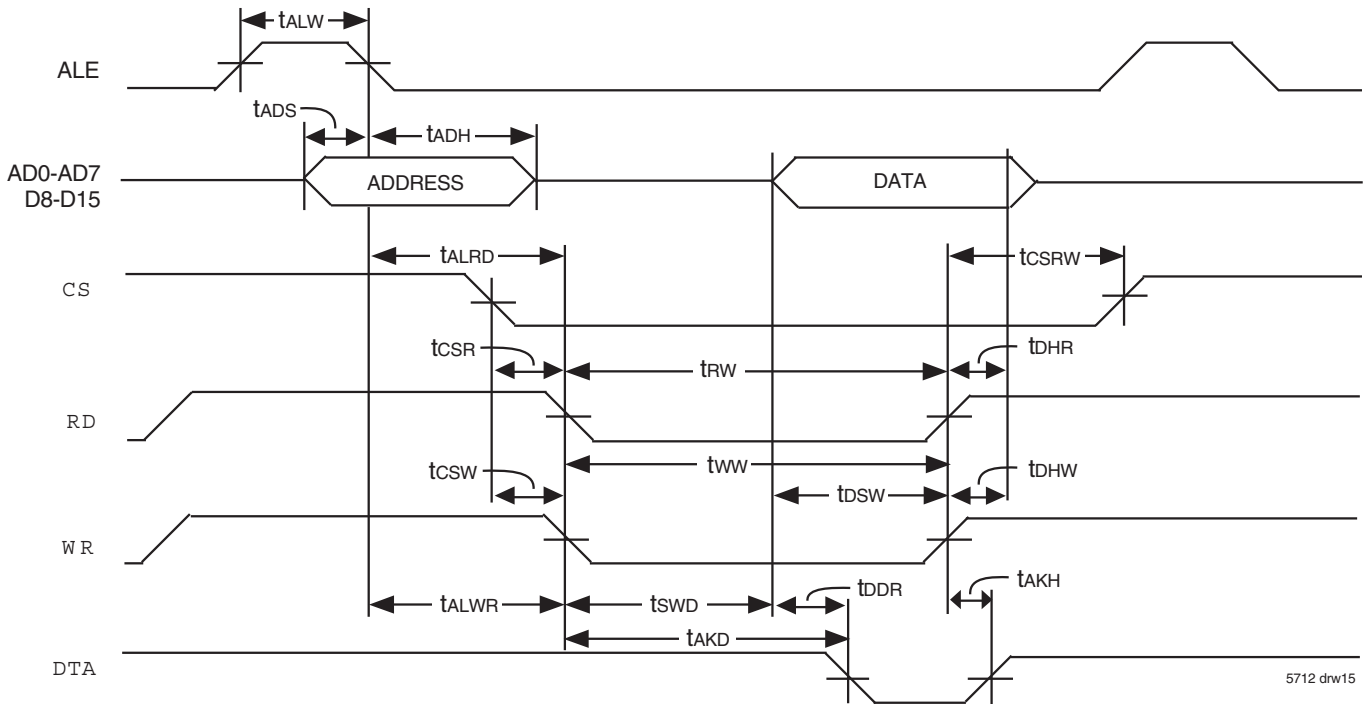 tALW
ALE
tADS
tADH
AD0-AD7
D8-D15
ADDRESS
DATA
tALRD
tCSRW
CS
tCSR
tRW
tDHR
RD
tWW
tCSW
tDSW
tDHW
WR
tDDR
tAKH
tALWR
tSWD
tAKD
DTA
5712 drw15